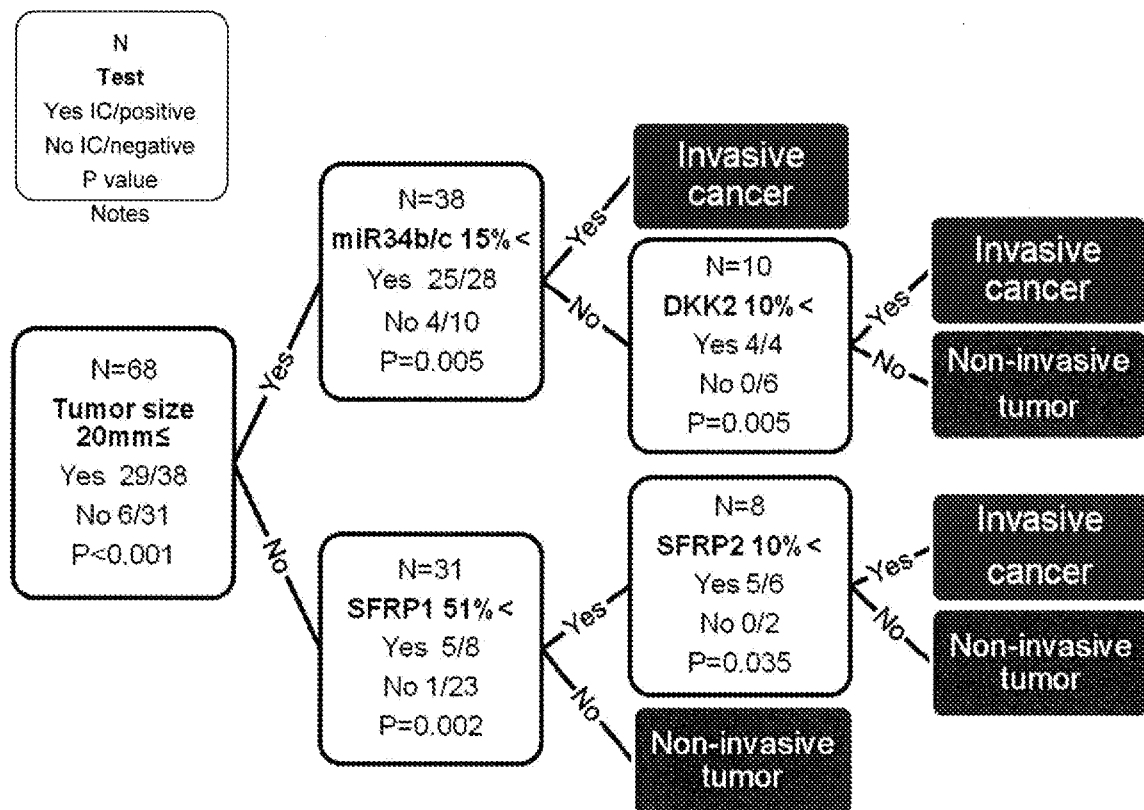 N
Test
Yes IC/positive
No IC/negative
P value
Notes
N=68
Tumor size
20mm≤
Yes 29/38
No 6/31
P<0.001
Yes
No
N=38
miR34b/c 15% <
Yes 25/28
No 4/10
P=0.005
Yes
No
Invasive
cancer
N=10
DKK2 10% <
Yes 4/4
No 0/6
P=0.005
Yes
No
Invasive
cancer
Non-invasive
tumor
N=31
SFRP1 51% <
Yes 5/8
No 1/23
P=0.002
Yes
No
N=8
SFRP2 10% <
Yes 5/6
No 0/2
P=0.035
Yes
No
Invasive
cancer
Non-invasive
tumor
Non-invasive
tumor